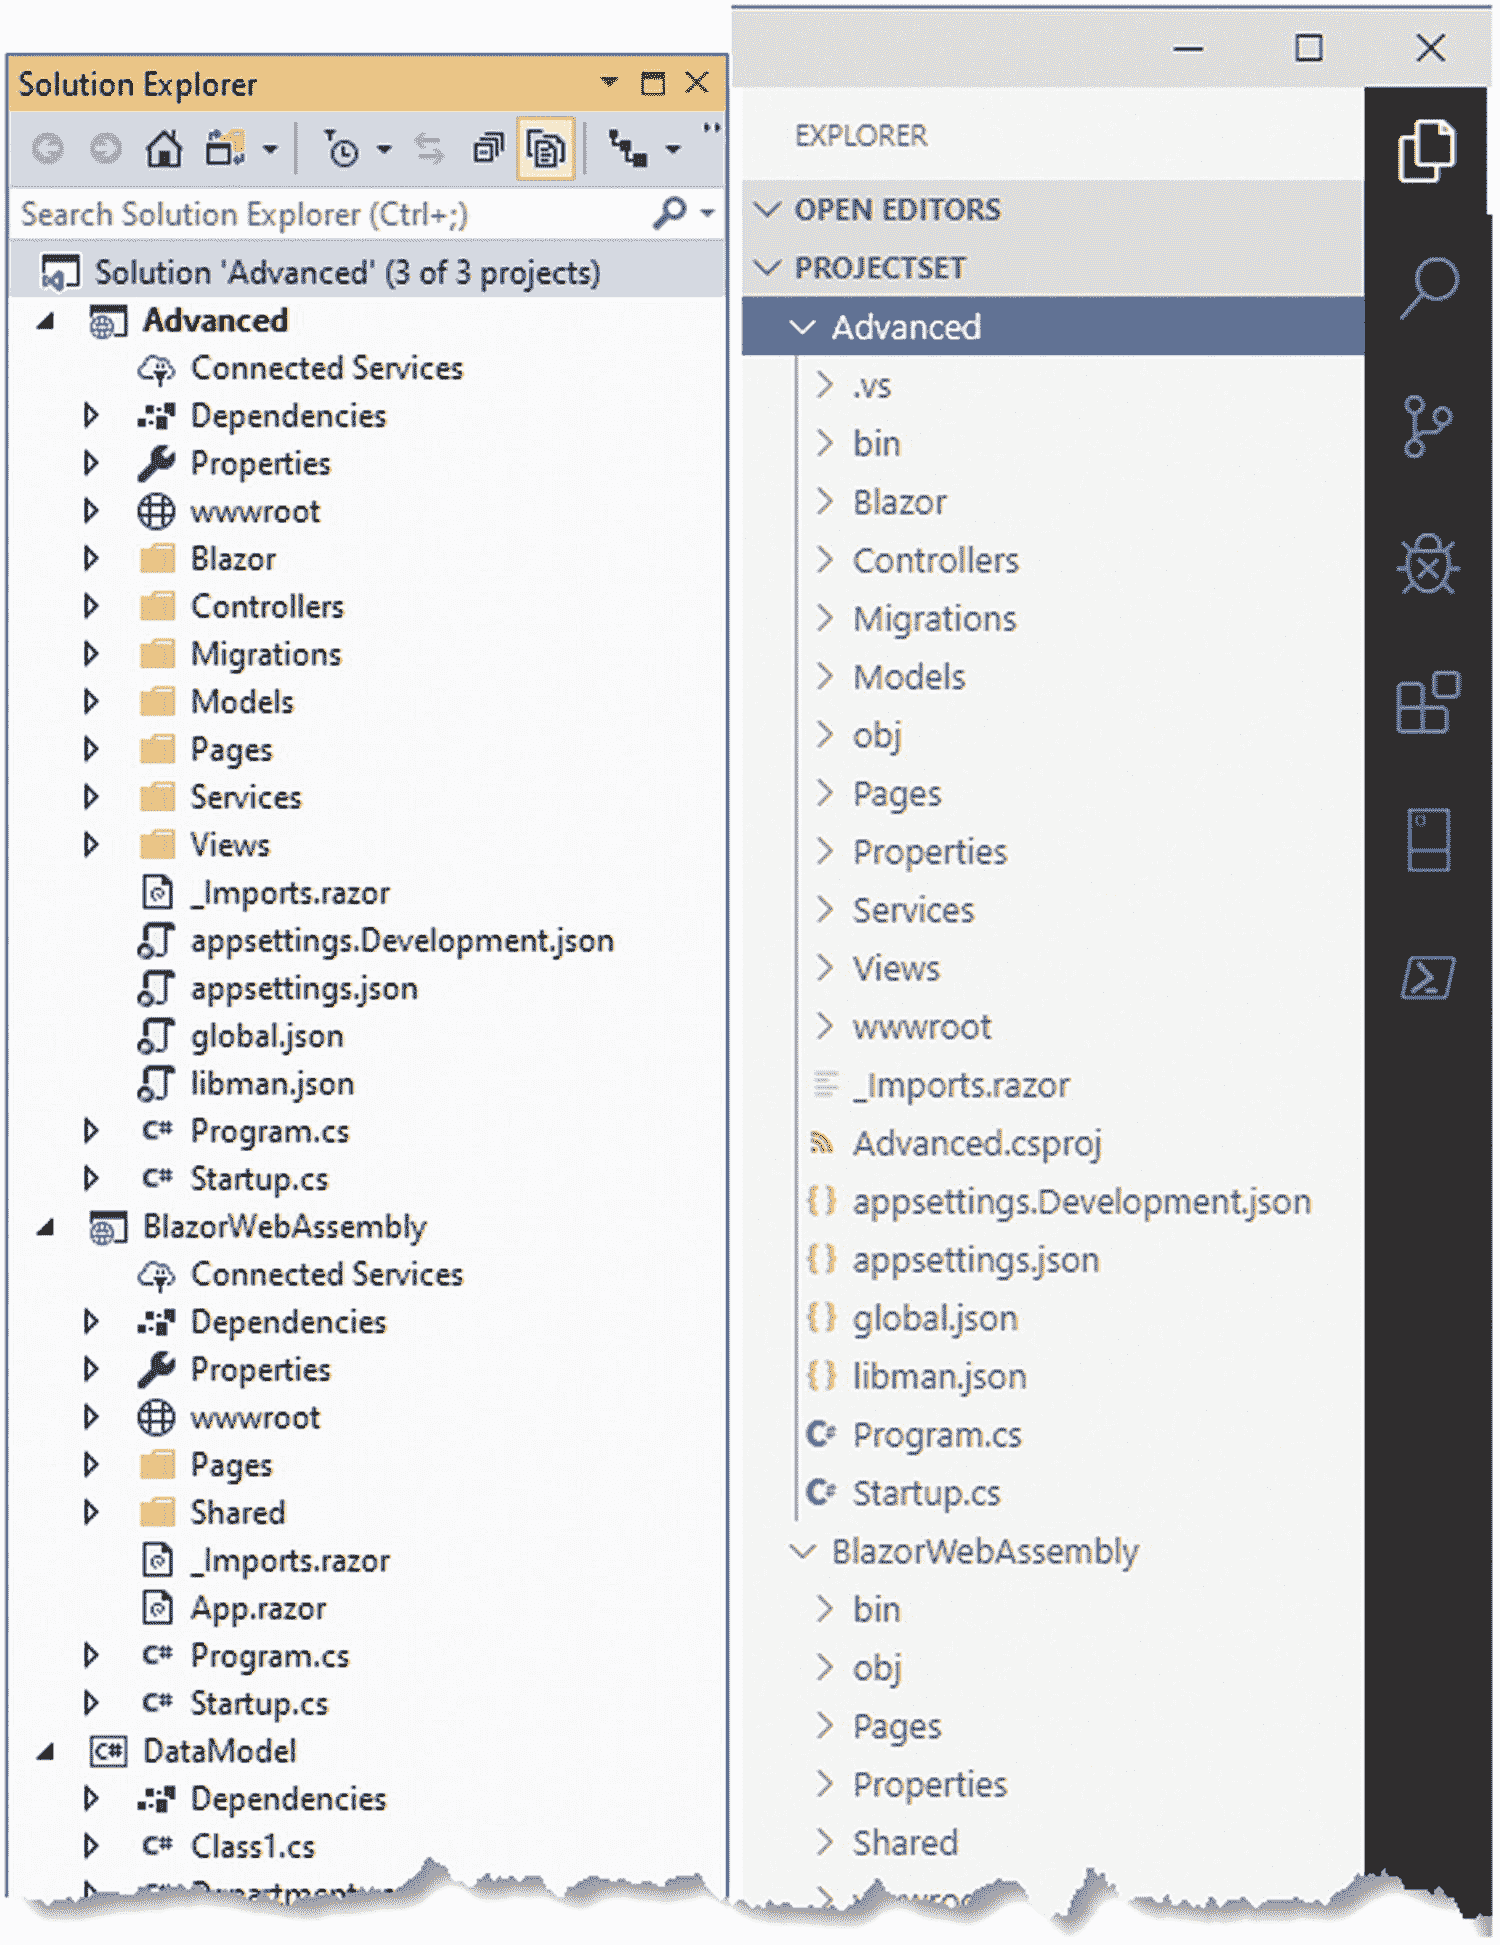 Solution Explorer
Search Solution Explorer (Ctrl+;)
Solution 'Advanced' (3 of 3 projects)
Advanced
Connected Services
Dependencies
Properties
wwwroot
Blazor
Controllers
Migrations
Models
Pages
Services
Views
_Imports.razor
appsettings.Development.json
appsettings.json
global.json
libman.json
C# Program.cs
C# Startup.cs
BlazorWebAssembly
Connected Services
Dependencies
Properties
wwwroot
Pages
Shared
_Imports.razor
App.razor
C# Program.cs
C# Startup.cs
C# DataModel
Dependencies
C# Class1.cs
EXPLORER
OPEN EDITORS
PROJECTSET
Advanced
.vs
bin
Blazor
Controllers
Migrations
Models
obj
Pages
Properties
Services
Views
wwwroot
_Imports.razor
Advanced.csproj
{} appsettings.Development.json
{} appsettings.json
{} global.json
{} libman.json
C# Program.cs
C# Startup.cs
BlazorWebAssembly
bin
obj
Pages
Properties
Shared